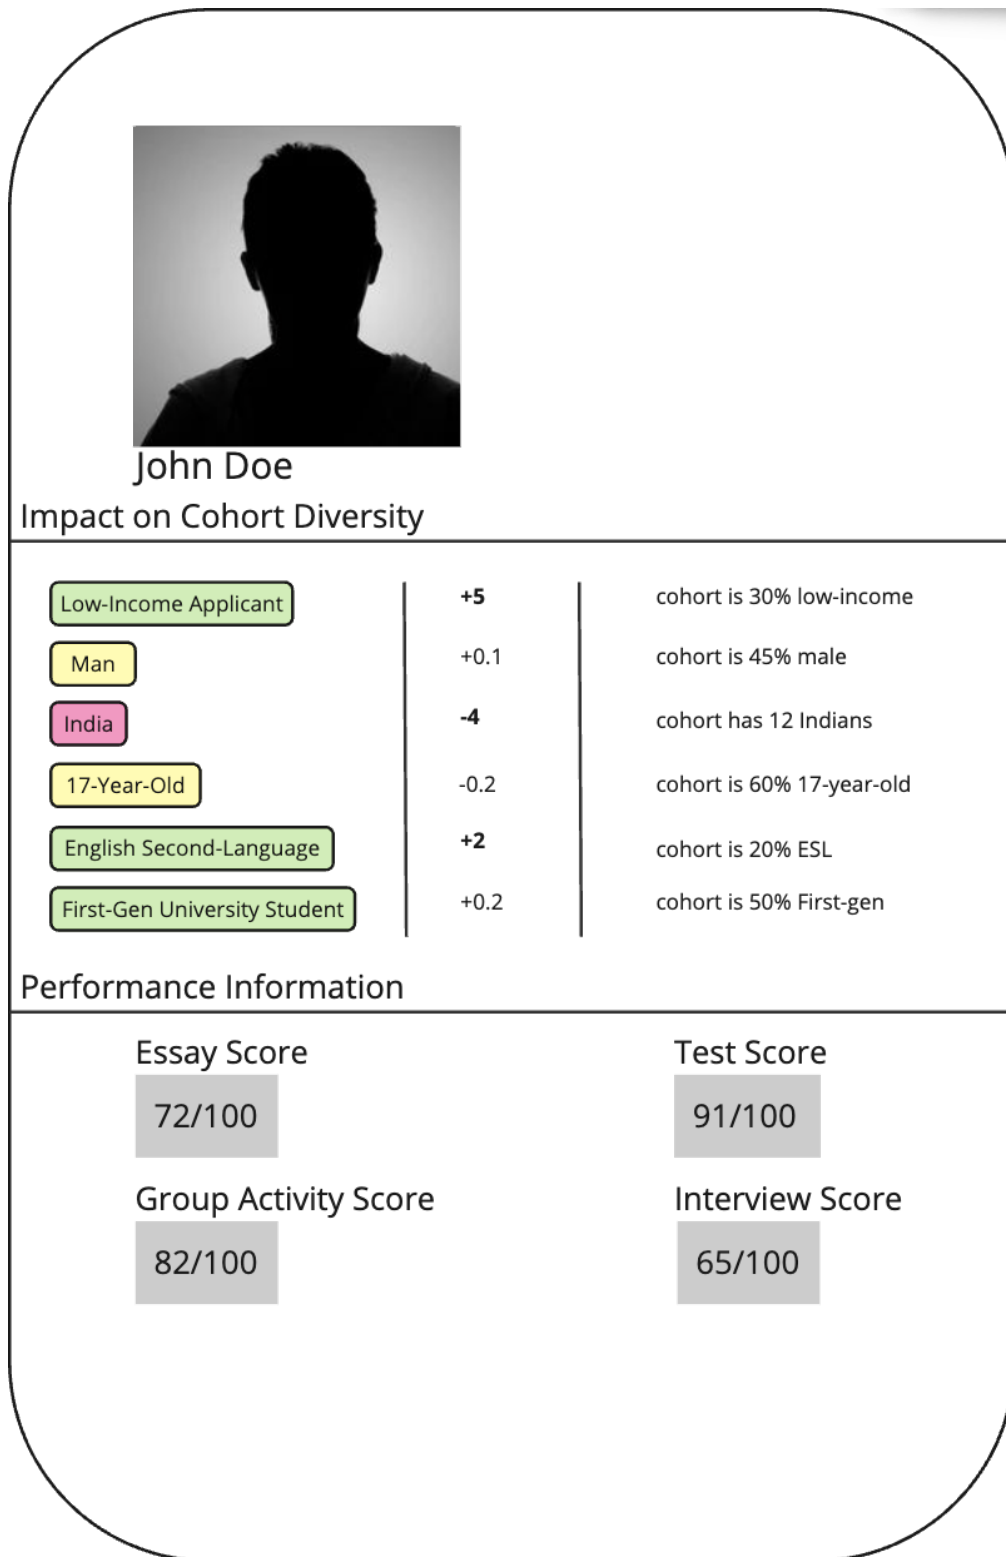 John Doe
Impact on Cohort Diversity
Low-Income Applicant +5 cohort is 30% low-income
Man +0.1 cohort is 45% male
India -4 cohort has 12 Indians
17-Year-Old -0.2 cohort is 60% 17-year-old
English Second-Language +2 cohort is 20% ESL
First-Gen University Student +0.2 cohort is 50% First-gen
Performance Information
Essay Score Test Score
72/100 91/100
Group Activity Score Interview Score
82/100 65/100